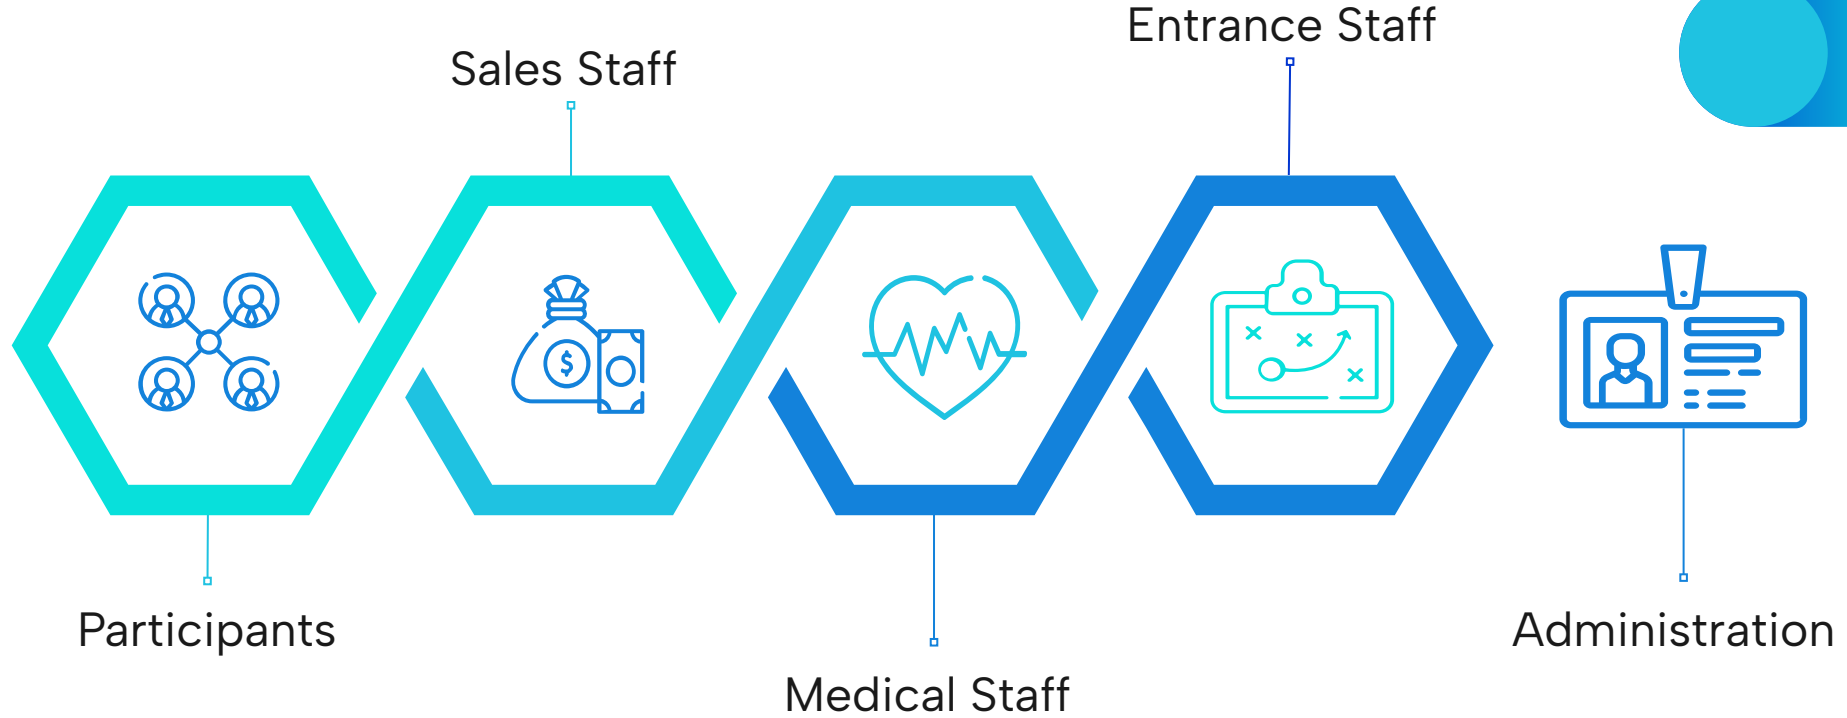 Entrance Staff
Sales Staff
$
Participants
Administration
Medical Staff